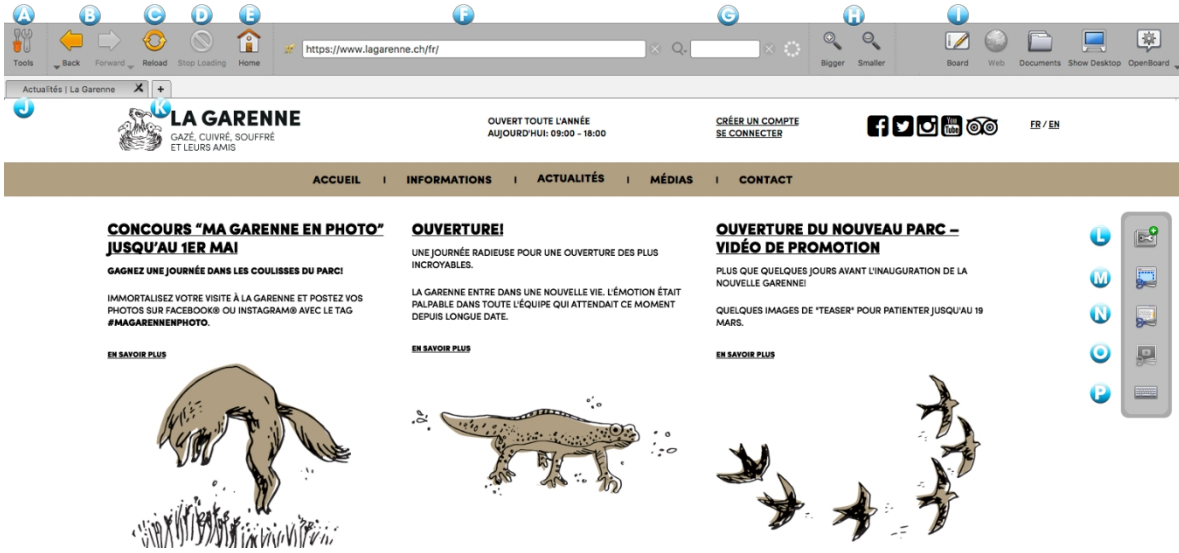 A B C D E F G H I
Tools Back Forward Reload Stop Loading Home https://www.lagarenne.ch/fr/ Q- Bigger Smaller Board Web Documents Show Desktop OpenBoard
Actualités | La Garenne X +
J K
LA GARENNE
GAZÉ, CUIVRÉ, SOUFFRÉ
ET LEURS AMIS
OUVERT TOUTE L'ANNÉE
AUJOURD'HUI: 09:00 - 18:00
CRÉER UN COMPTE
SE CONNECTER
You
Tube
FR / EN
ACCUEIL I INFORMATIONS I ACTUALITÉS I MÉDIAS I CONTACT
CONCOURS “MA GARENNE EN PHOTO”
JUSQU’AU 1ER MAI
GAGNEZ UNE JOURNÉE DANS LES COULISSES DU PARC!
IMMORTALISEZ VOTRE VISITE À LA GARENNE ET POSTEZ VOS
PHOTOS SUR FACEBOOK® OU INSTAGRAM® AVEC LE TAG
#MAGARENNENPHOTO.
EN SAVOIR PLUS
OUVERTURE!
UNE JOURNÉE RADIEUSE POUR UNE OUVERTURE DES PLUS
INCROYABLES.
LA GARENNE ENTRE DANS UNE NOUVELLE VIE. L'ÉMOTION ÉTAIT
PALPABLE DANS TOUTE L'ÉQUIPE QUI ATTENDAIT CE MOMENT
DEPUIS LONGUE DATE.
EN SAVOIR PLUS
OUVERTURE DU NOUVEAU PARC –
VIDÉO DE PROMOTION
PLUS QUE QUELQUES JOURS AVANT L'INAUGURATION DE LA
NOUVELLE GARENNE!
QUELQUES IMAGES DE "TEASER" POUR PATIENTER JUSQU'AU 19
MARS.
EN SAVOIR PLUS
L
M
N
O
P